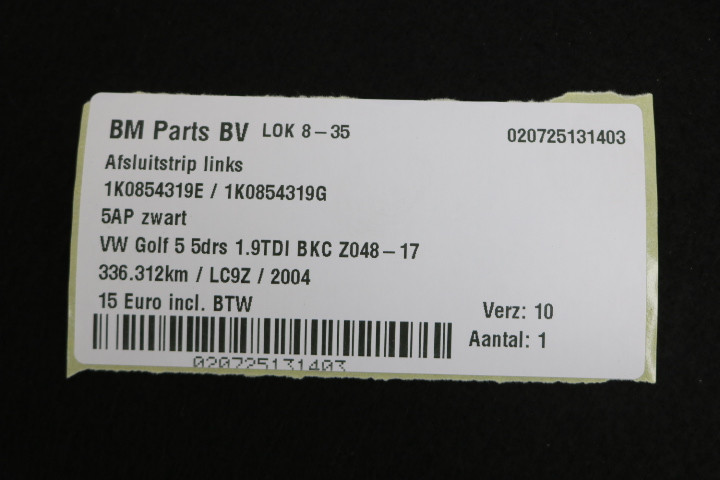 BM Parts BV LOK 8-35 020725131403
Afsluitstrip links
1K0854319E / 1K0854319G
5AP zwart
VW Golf 5 5drs 1.9TDI BKC Z048-17
336.312km / LC9Z / 2004
15 Euro incl. BTW
Verz: 10
Aantal: 1
020725131403